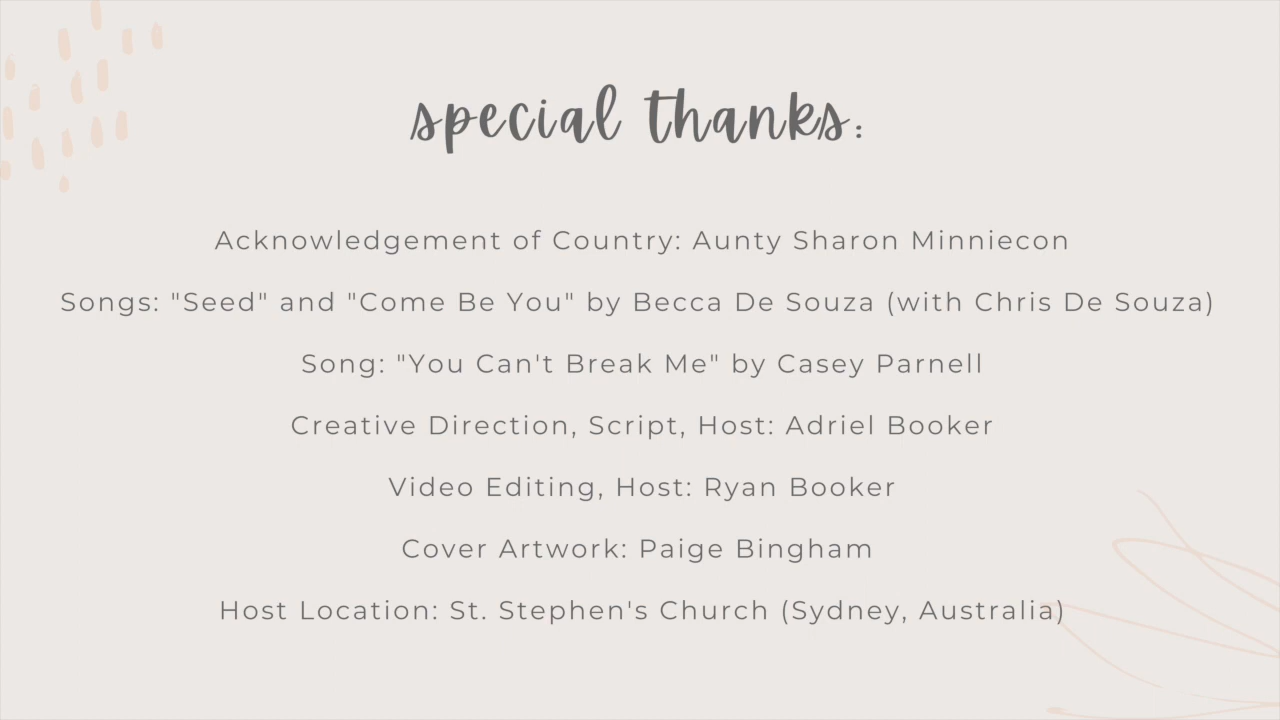 special thanks:
Acknowledgement of Country: Aunty Sharon Minniecon
Songs: "Seed" and "Come Be You" by Becca De Souza (with Chris De Souza)
Song: "You Can't Break Me" by Casey Parnell
Creative Direction, Script, Host: Adriel Booker
Video Editing, Host: Ryan Booker
Cover Artwork: Paige Bingham
Host Location: St. Stephen's Church (Sydney, Australia)